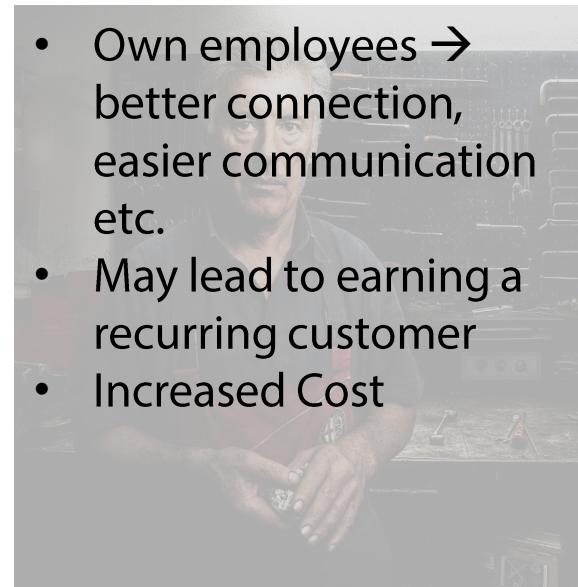 • Own employees →
better connection,
easier communication
etc.
• May lead to earning a
recurring customer
• Increased Cost